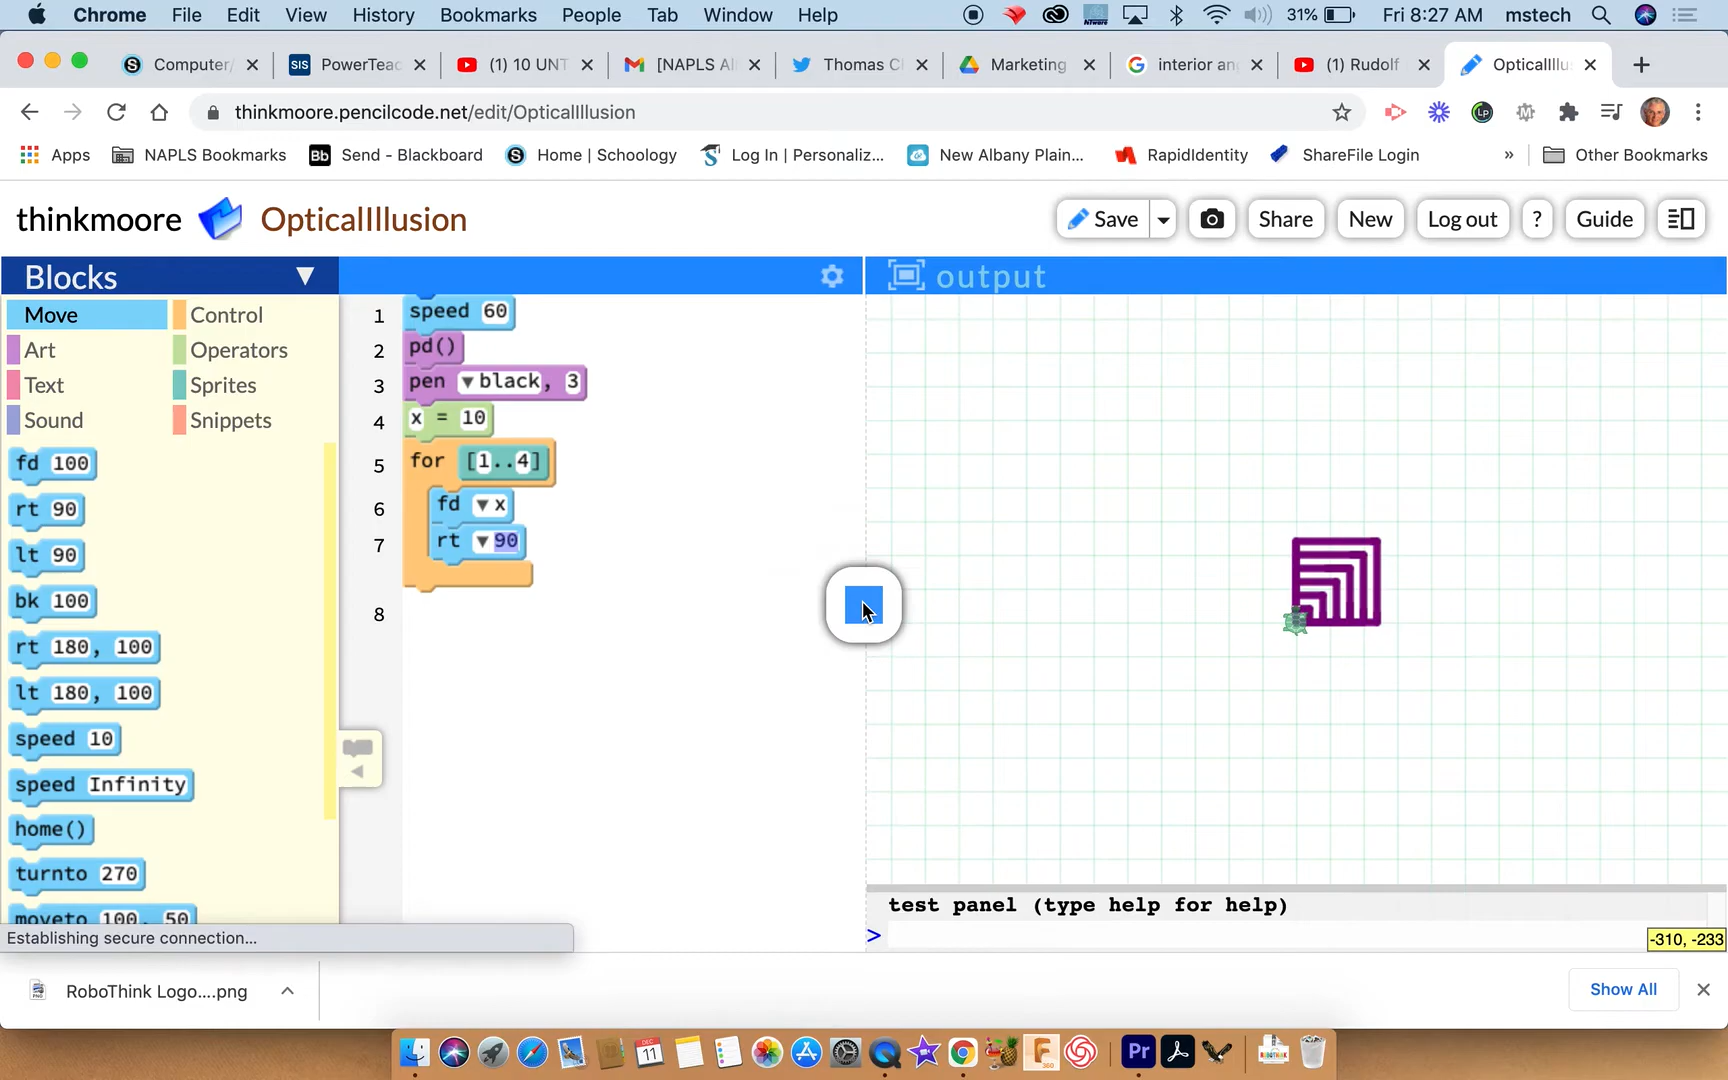 Chrome File Edit View History Bookmarks People Tab Window Help 31% Fri 8:27 AM mstech
Computer/ PowerTeac (1) 10 UNT [NAPLS Al Thomas C Marketing interior an (1) Rudolf OpticalIllu
thinkmoore.pencilcode.net/edit/OpticalIllusion
Apps NAPLS Bookmarks Bb Send - Blackboard Home | Schoology Log In | Personaliz... New Albany Plain... RapidIdentity ShareFile Login » Other Bookmarks
thinkmoore OpticalIllusion Save Share New Log out ? Guide
Blocks output
Move Control
Art Operators
Text Sprites
Sound Snippets
fd 100
rt 90
lt 90
bk 100
rt 180, 100
lt 180, 100
speed 10
speed Infinity
home()
turnto 270
moveto 100, 50
1 speed 60
2 pd()
3 pen black, 3
4 x = 10
5 for [1..4]
6 fd x
7 rt 90
8
test panel (type help for help)
>
-310, -233
Establishing secure connection...
RoboThink Logo....png Show All